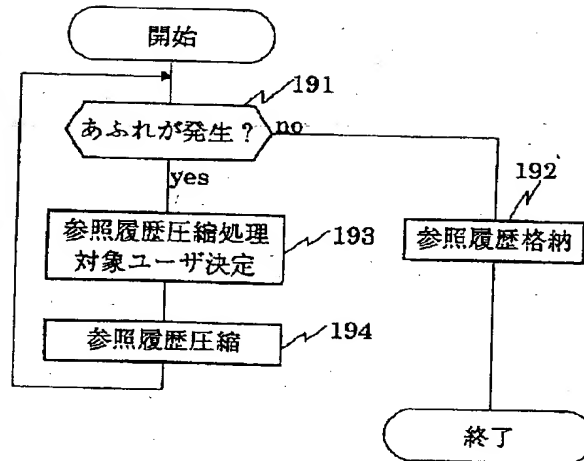 開始
191
あふれが発生？
no
yes
192
参照履歴格納
参照履歴圧縮処理
対象ユーザ決定
193
参照履歴圧縮
194
終了